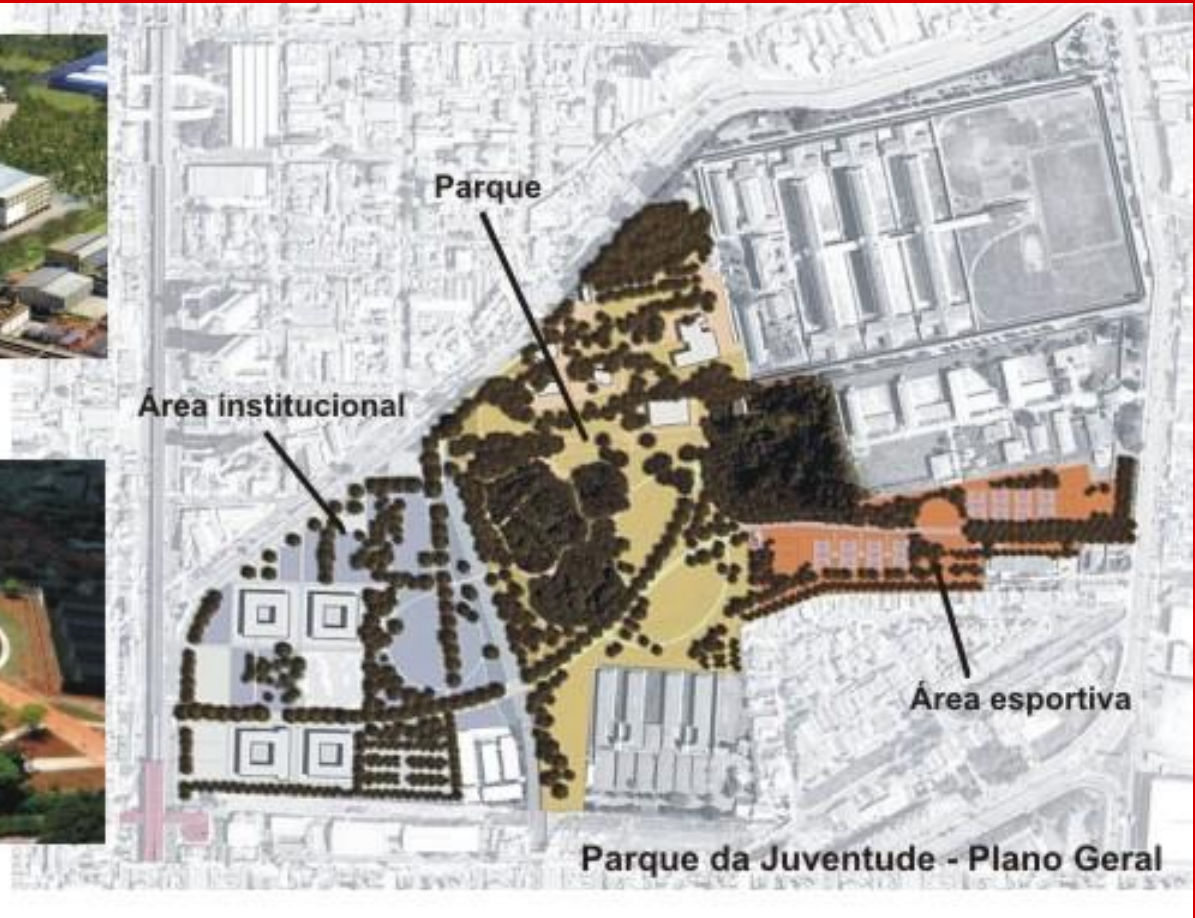 Parque
Área institucional
Área esportiva
Parque da Juventude - Plano Geral